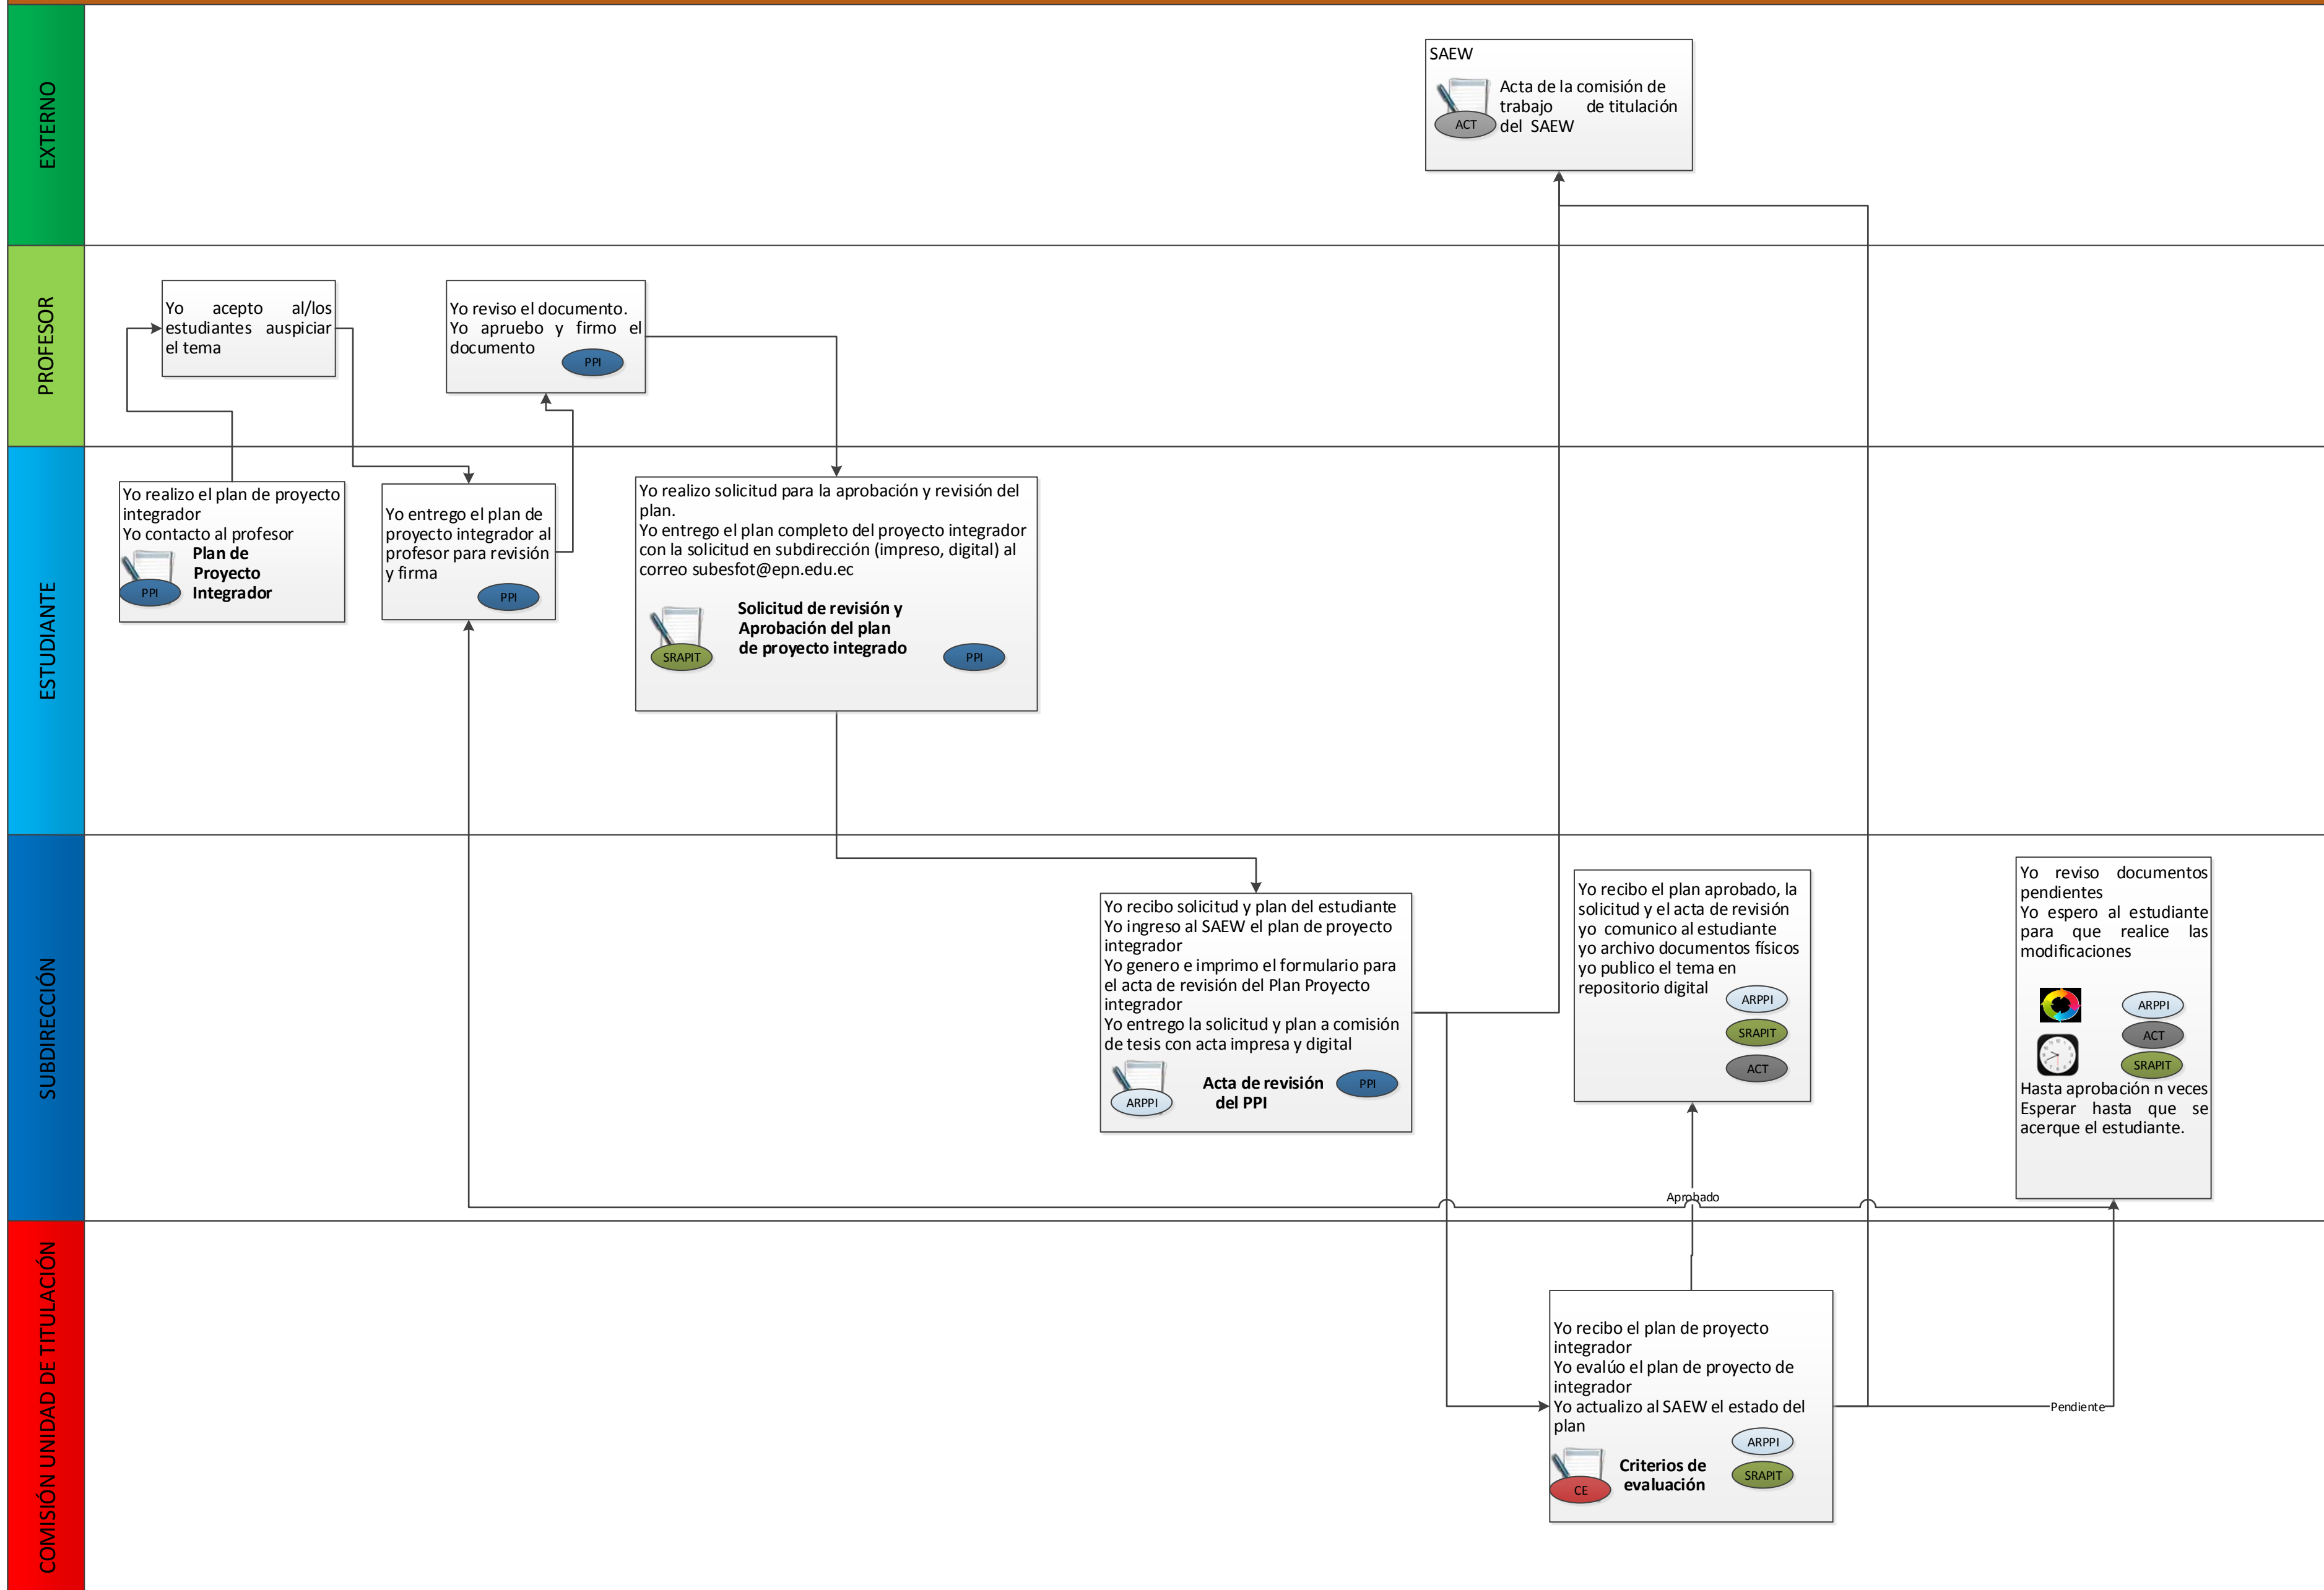 EXTERNO
SAEW
Acta de la comisión de
trabajo de titulación
del SAEW
ACT
PROFESOR
Yo acepto al/los
estudiantes auspiciar
el tema
Yo reviso el documento.
Yo apruebo y firmo el
documento
PPI
ESTUDIANTE
Yo realizo el plan de proyecto
integrador
Yo contacto al profesor
Plan de
Proyecto
Integrador
PPI
Yo entrego el plan de
proyecto integrador al
profesor para revisión
y firma
PPI
Yo realizo solicitud para la aprobación y revisión del
plan.
Yo entrego el plan completo del proyecto integrador
con la solicitud en subdirección (impreso, digital) al
correo subesfot@epn.edu.ec
Solicitud de revisión y
Aprobación del plan
de proyecto integrado
SRAPIT
PPI
SUBDIRECCIÓN
Yo recibo solicitud y plan del estudiante
Yo ingreso al SAEW el plan de proyecto
integrador
Yo genero e imprimo el formulario para
el acta de revisión del Plan Proyecto
integrador
Yo entrego la solicitud y plan a comisión
de tesis con acta impresa y digital
Acta de revisión
del PPI
ARPPI
PPI
Yo recibo el plan aprobado, la
solicitud y el acta de revisión
yo comunico al estudiante
yo archivo documentos físicos
yo publico el tema en
repositorio digital
ARPPI
SRAPIT
ACT
Yo reviso documentos
pendientes
Yo espero al estudiante
para que realice las
modificaciones
ARPPI
ACT
SRAPIT
Hasta aprobación n veces
Esperar hasta que se
acerque el estudiante.
Aprobado
COMISIÓN UNIDAD DE TITULACIÓN
Yo recibo el plan de proyecto
integrador
Yo evalúo el plan de proyecto de
integrador
Yo actualizo al SAEW el estado del
plan
Criterios de
evaluación
CE
ARPPI
SRAPIT
Pendiente